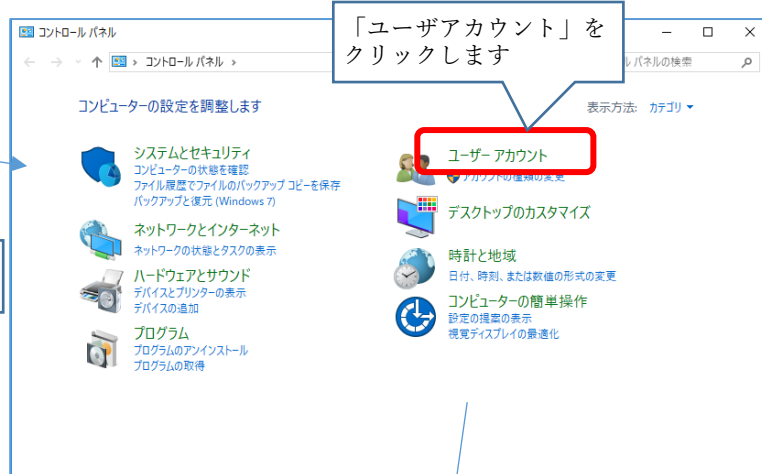 「ユーザアカウント」を
クリックします
コントロール パネル
コントロール パネル
パネルの検索
コンピューターの設定を調整します
表示方法: カテゴリ
システムとセキュリティ
コンピューターの状態を確認
ファイル履歴でファイルのバックアップ コピーを保存
バックアップと復元 (Windows 7)
ネットワークとインターネット
ネットワークの状態とタスクの表示
ハードウェアとサウンド
デバイスとプリンターの表示
デバイスの追加
プログラム
プログラムのアンインストール
プログラムの取得
ユーザー アカウント
アカウントの種類の変更
デスクトップのカスタマイズ
時計と地域
日付、時刻、または数値の形式の変更
コンピューターの簡単操作
設定の提案の表示
視覚ディスプレイの最適化